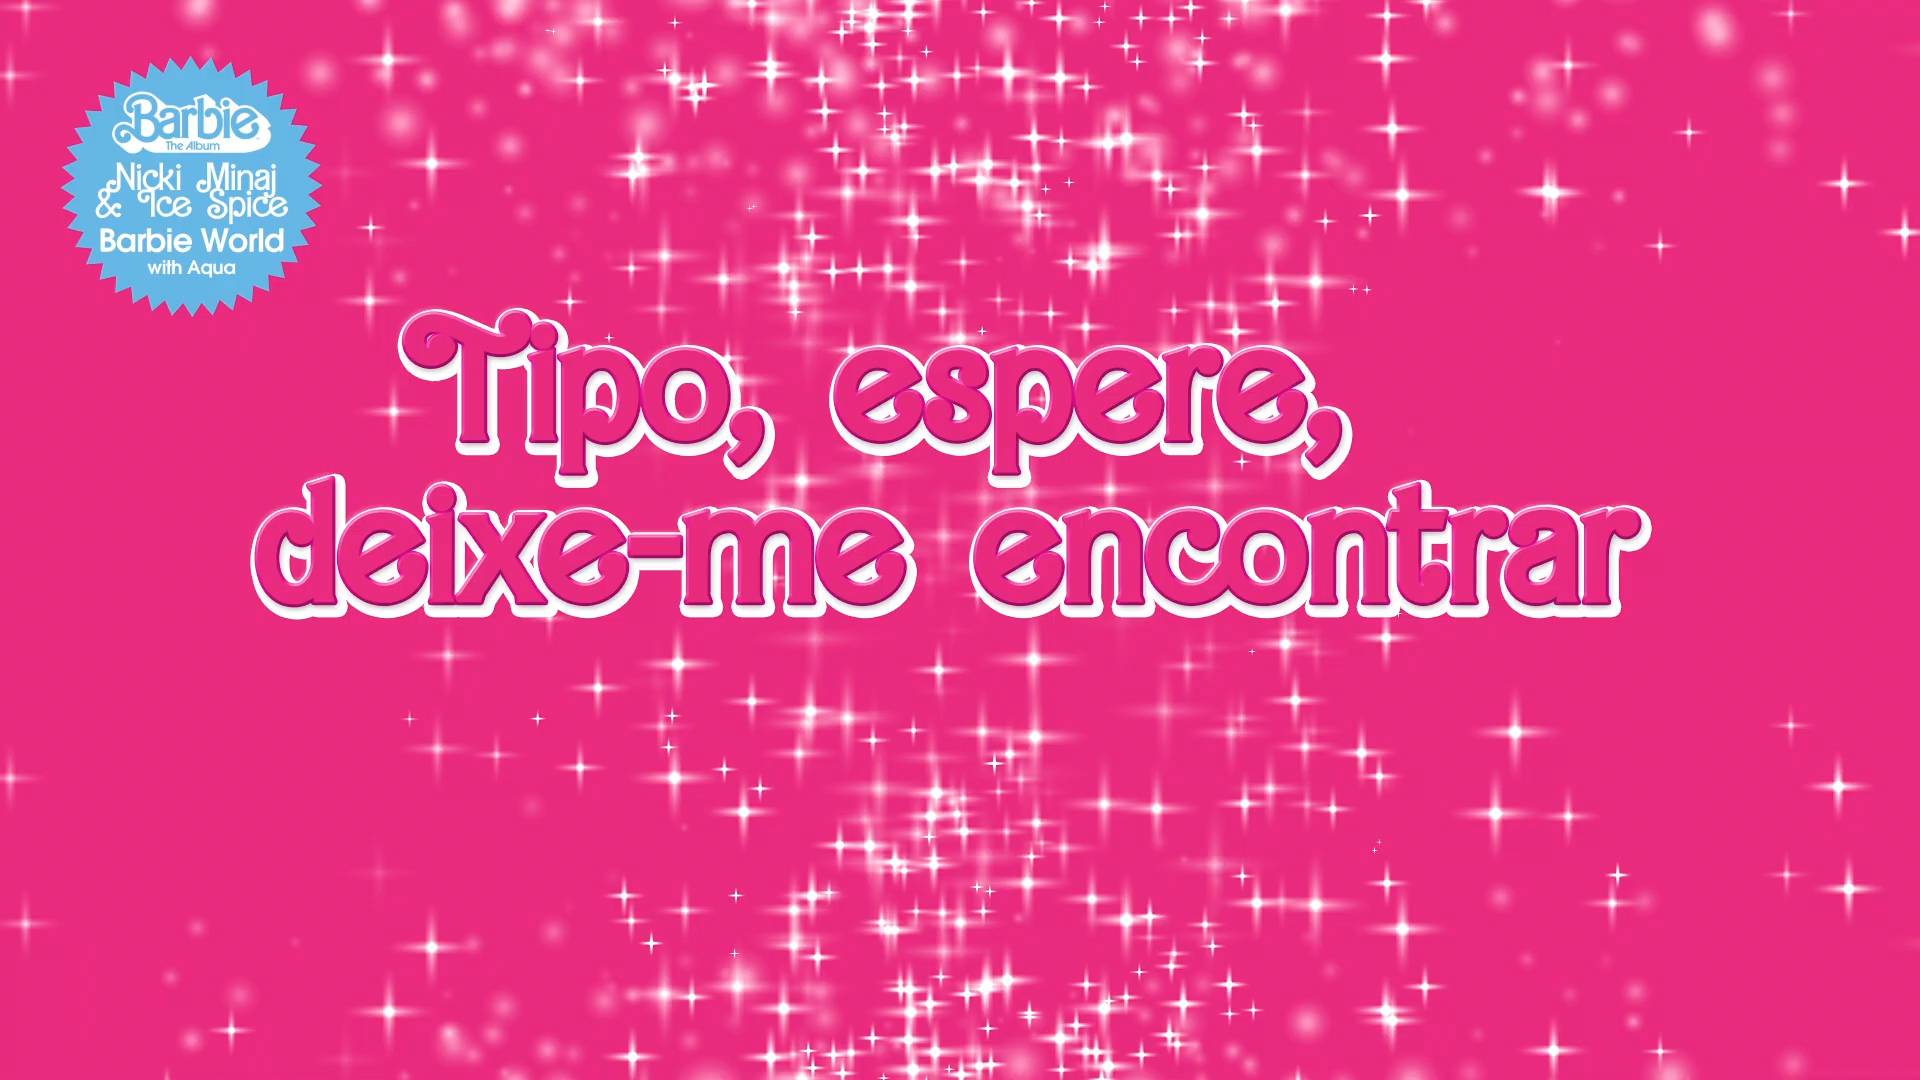 Barbie
The Album
Nicki Minaj
& Ice Spice
Barbie World
with Aqua
Tipo, espere,
deixe-me encontrar